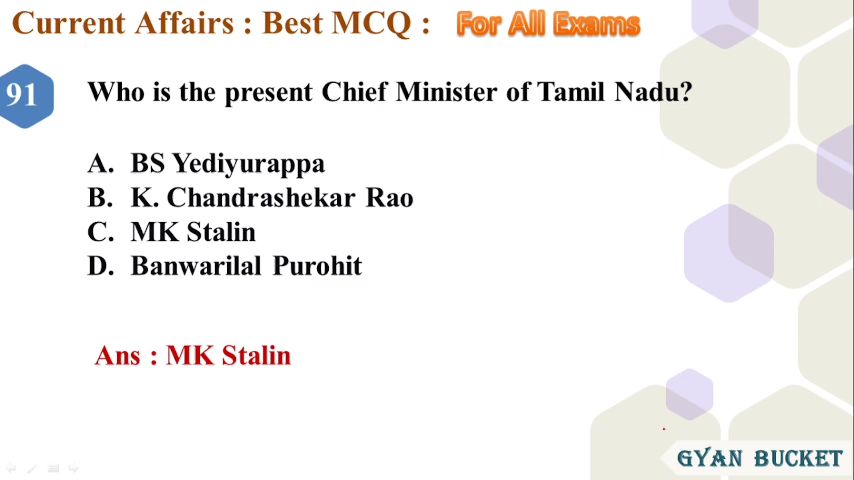 Current Affairs : Best MCQ : For All Exams
91 Who is the present Chief Minister of Tamil Nadu?
A. BS Yediyurappa
B. K. Chandrashekar Rao
C. MK Stalin
D. Banwarilal Purohit
Ans : MK Stalin
GYAN BUCKET